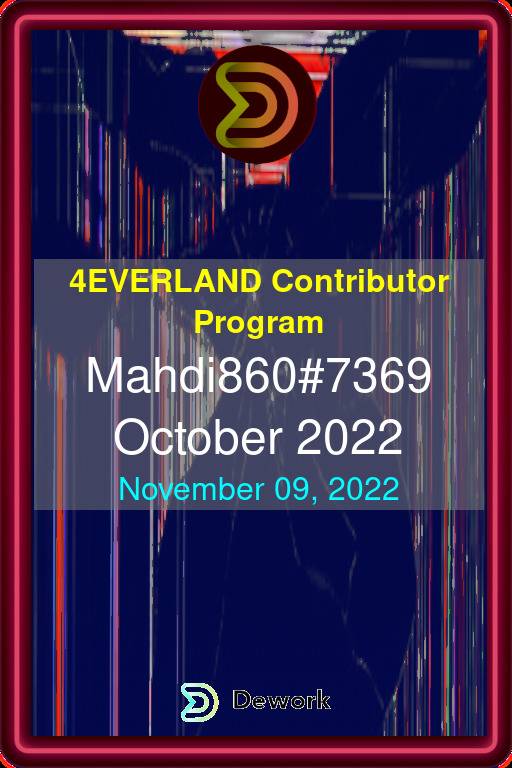 4EVERLAND Contributor
Program
Mahdi860#7369
October 2022
November 09, 2022
Dework